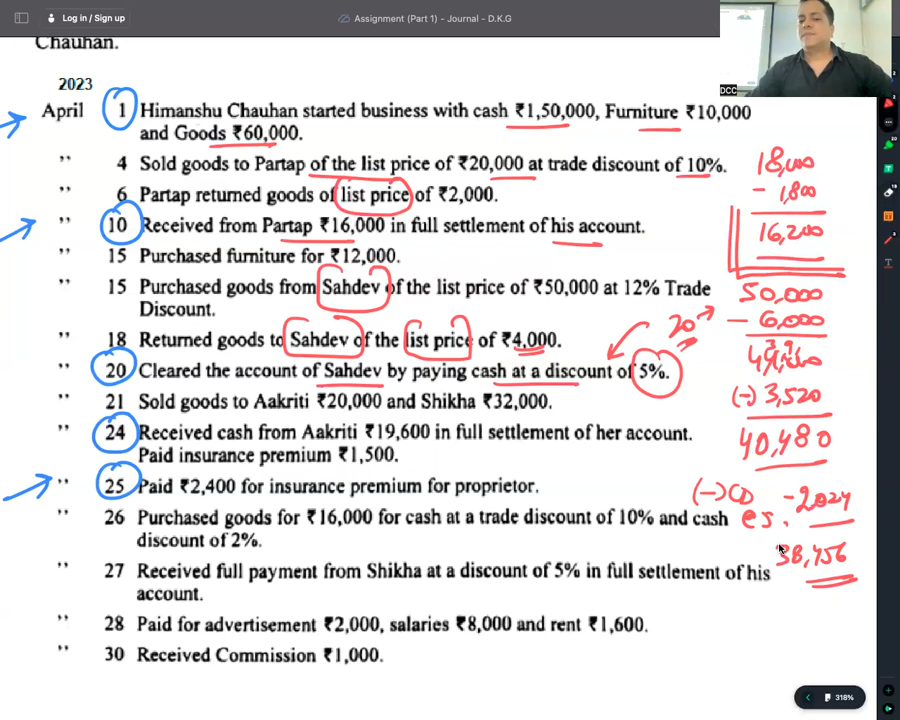 Log in / Sign up
Assignment (Part 1) - Journal - D.K.G
Chauhan.
DCC
2023
April 1 Himanshu Chauhan started business with cash ₹1,50,000, Furniture ₹10,000
and Goods ₹60,000.
,, 4 Sold goods to Partap of the list price of ₹20,000 at trade discount of 10%.
,, 6 Partap returned goods of list price of ₹2,000.
,, 10 Received from Partap ₹16,000 in full settlement of his account.
,, 15 Purchased furniture for ₹12,000.
,, 15 Purchased goods from Sahdev of the list price of ₹50,000 at 12% Trade
Discount.
,, 18 Returned goods to Sahdev of the list price of ₹4,000.
,, 20 Cleared the account of Sahdev by paying cash at a discount of 5%.
,, 21 Sold goods to Aakriti ₹20,000 and Shikha ₹32,000.
,, 24 Received cash from Aakriti ₹19,600 in full settlement of her account.
Paid insurance premium ₹1,500.
,, 25 Paid ₹2,400 for insurance premium for proprietor.
,, 26 Purchased goods for ₹16,000 for cash at a trade discount of 10% and cash
discount of 2%.
,, 27 Received full payment from Shikha at a discount of 5% in full settlement of his
account.
,, 28 Paid for advertisement ₹2,000, salaries ₹8,000 and rent ₹1,600.
,, 30 Received Commission ₹1,000.
18,000
- 1,800
16,200
50,000
- 6,000
20
(-) 3,520
40,480
(-) CD - 2024
@ 5.
38,456
318%